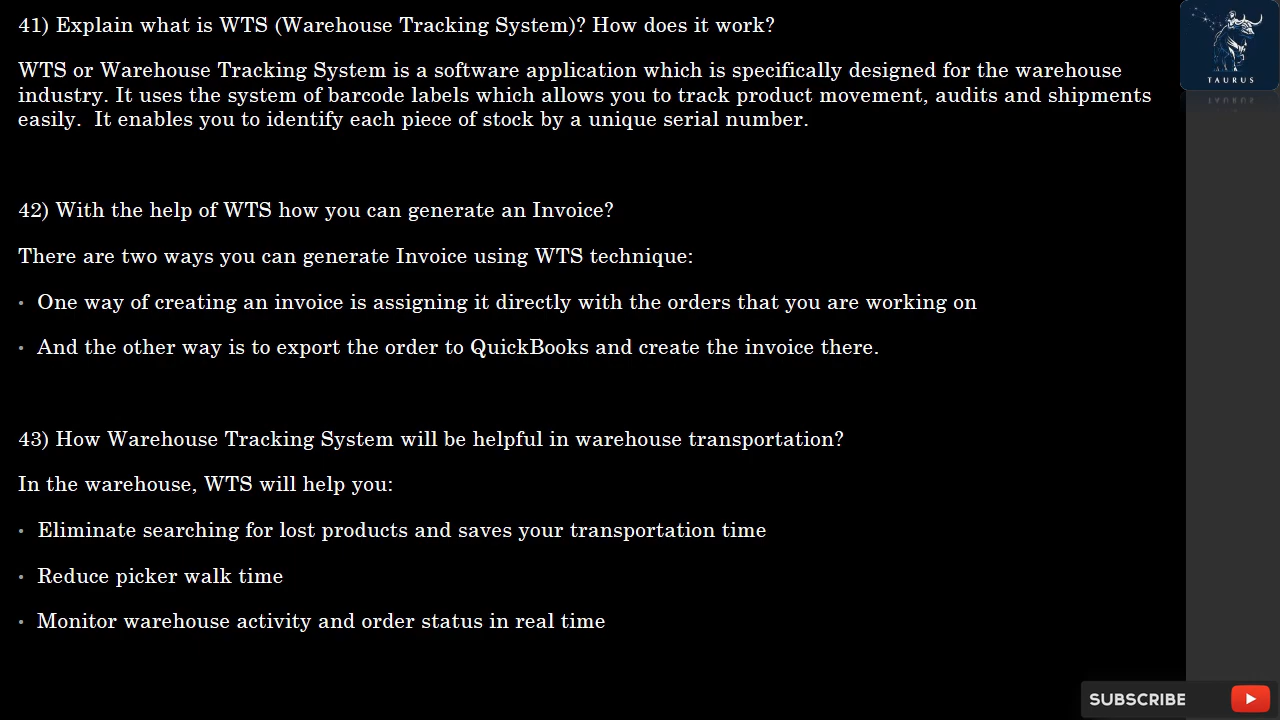 41) Explain what is WTS (Warehouse Tracking System)? How does it work?
TAURUS
WTS or Warehouse Tracking System is a software application which is specifically designed for the warehouse
industry. It uses the system of barcode labels which allows you to track product movement, audits and shipments
easily.  It enables you to identify each piece of stock by a unique serial number.
42) With the help of WTS how you can generate an Invoice?
There are two ways you can generate Invoice using WTS technique:
• One way of creating an invoice is assigning it directly with the orders that you are working on
• And the other way is to export the order to QuickBooks and create the invoice there.
43) How Warehouse Tracking System will be helpful in warehouse transportation?
In the warehouse, WTS will help you:
• Eliminate searching for lost products and saves your transportation time
• Reduce picker walk time
• Monitor warehouse activity and order status in real time
SUBSCRIBE